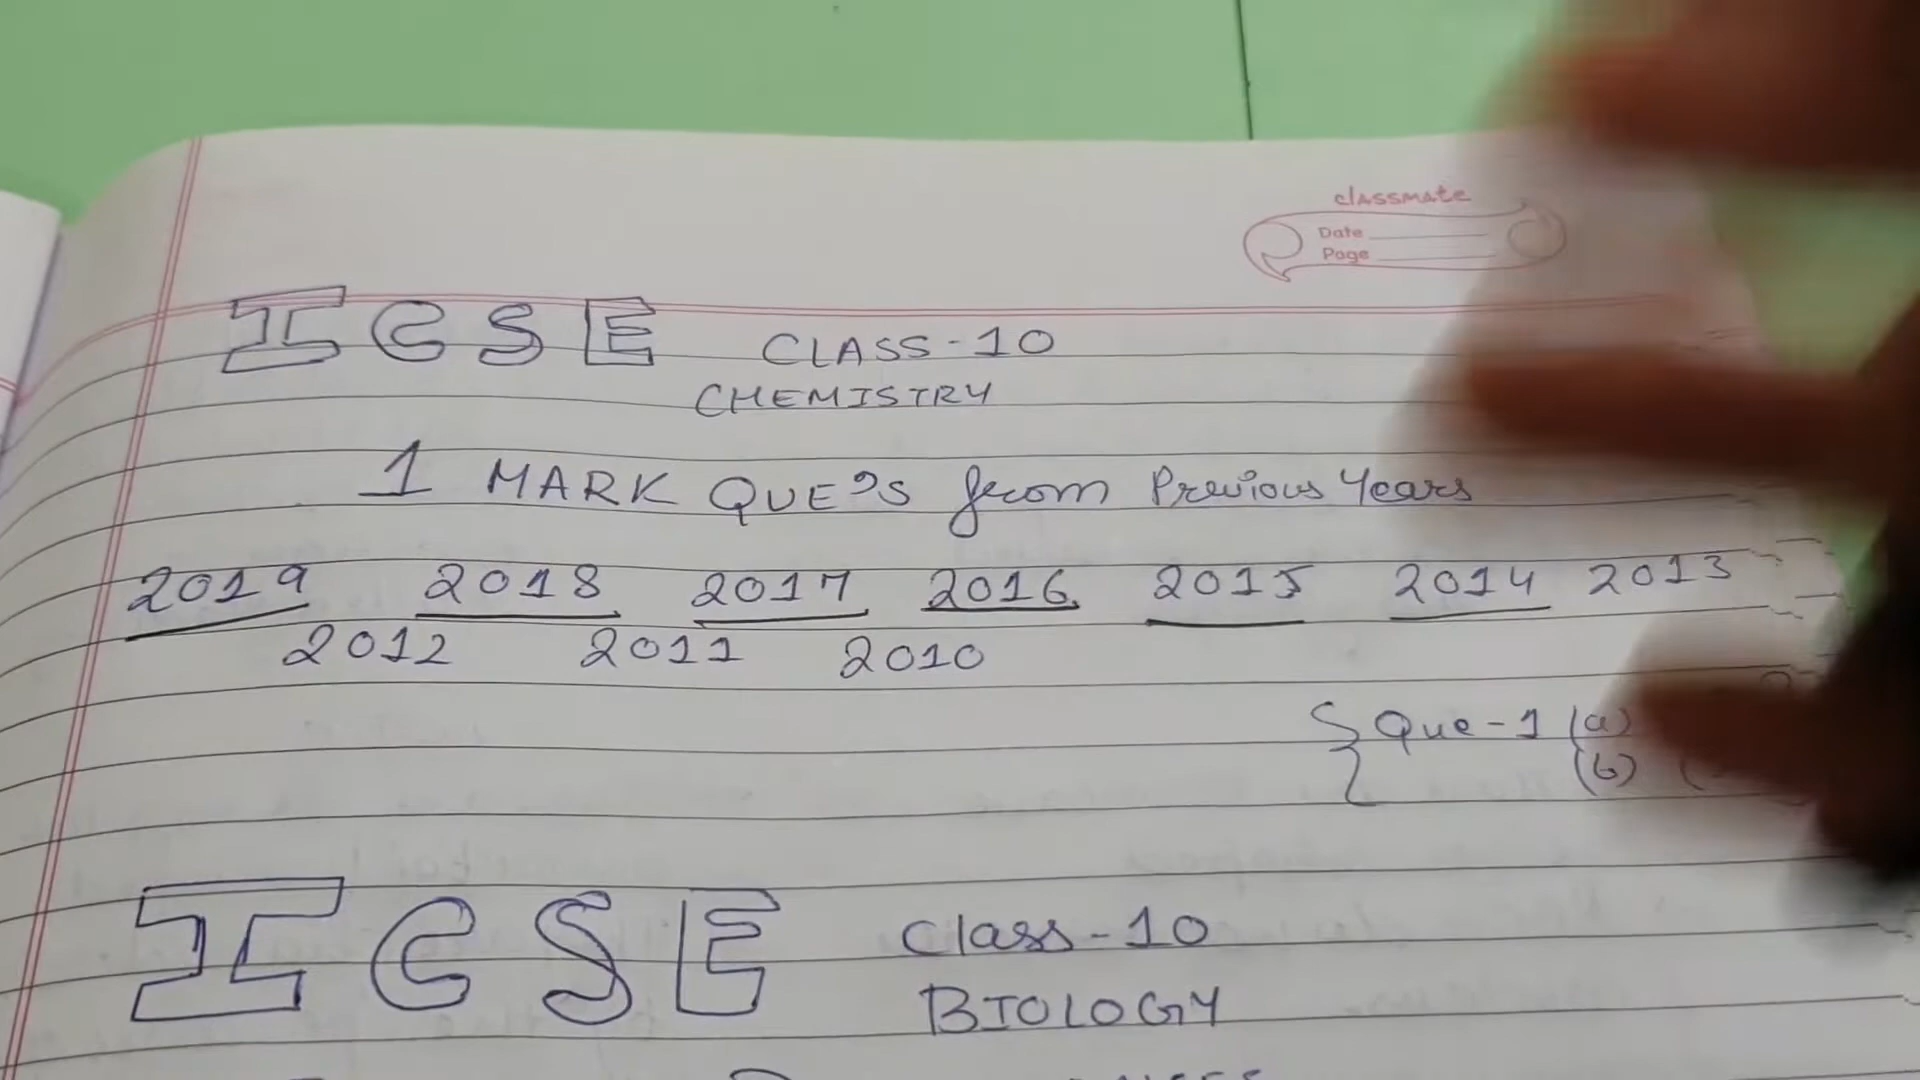 classmate
Date
Page
ICSE CLASS-10
CHEMISTRY
1 MARK QUE'S from Previous Years
2019 2018 2017 2016 2015 2014 2013
2012 2011 2010
{ Que-1 (a)
(b)
ICSE Class-10
BIOLOGY